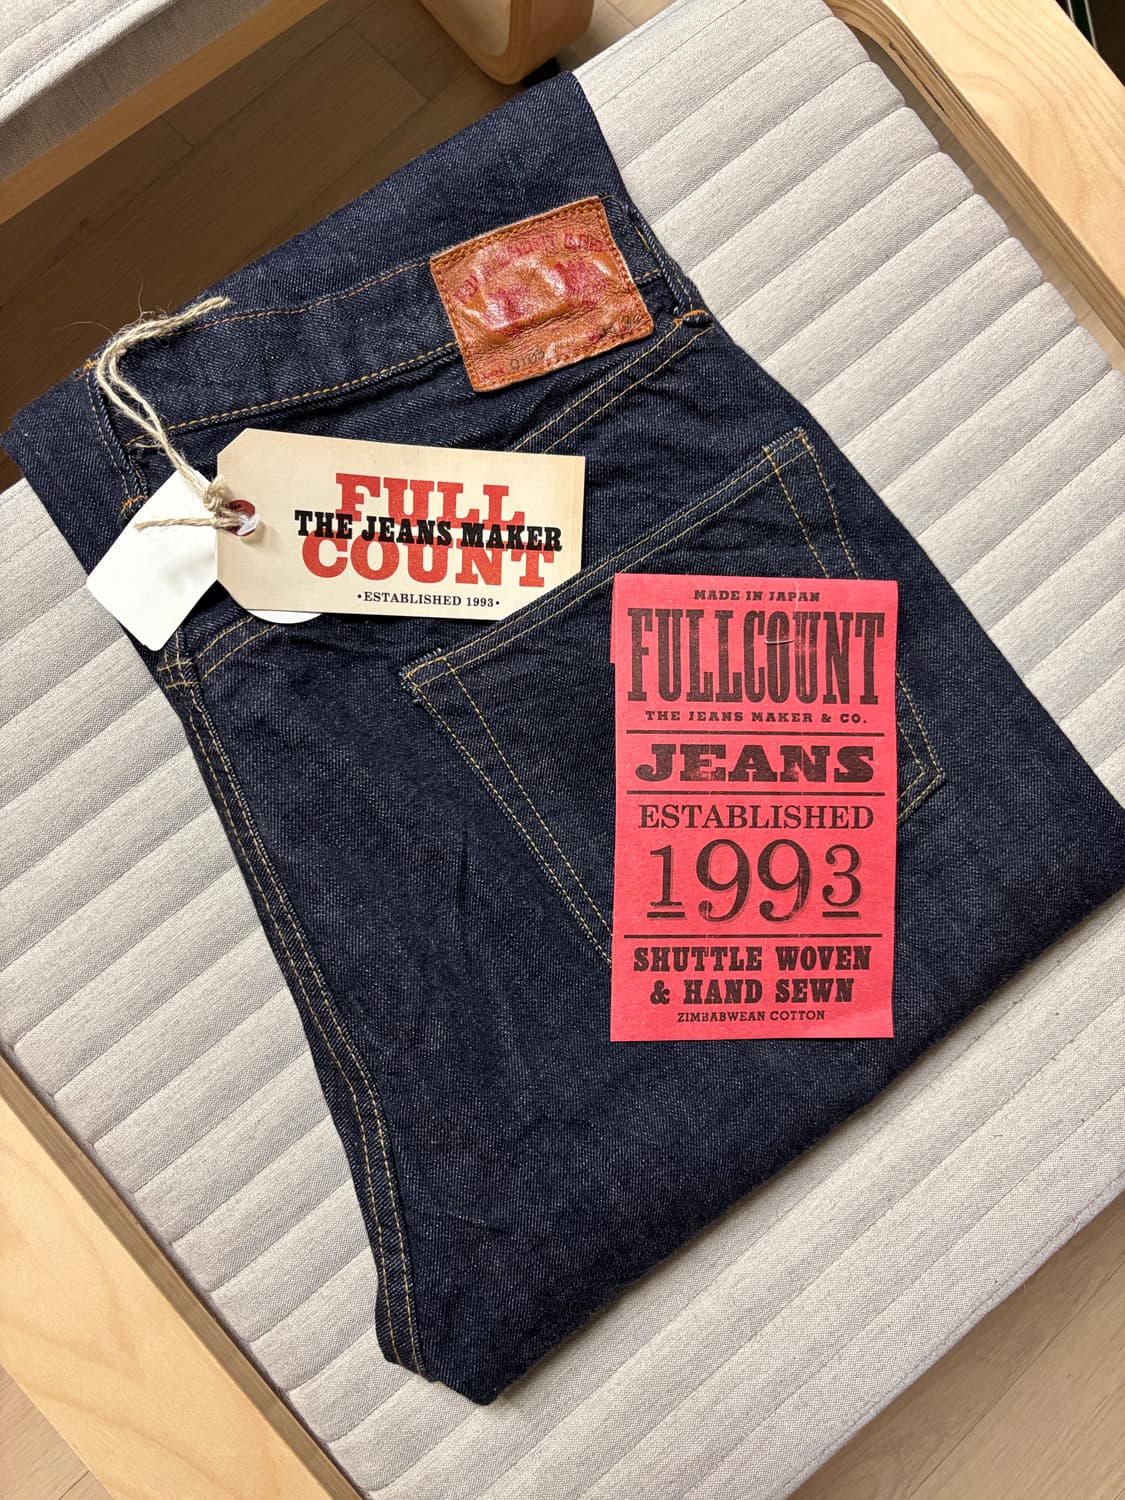 FULL
THE JEANS MAKER
COUNT
•ESTABLISHED 1993•
MADE IN JAPAN
FULLCOUNT
THE JEANS MAKER & CO.
JEANS
ESTABLISHED
1993
SHUTTLE WOVEN
& HAND SEWN
ZIMBABWEAN COTTON